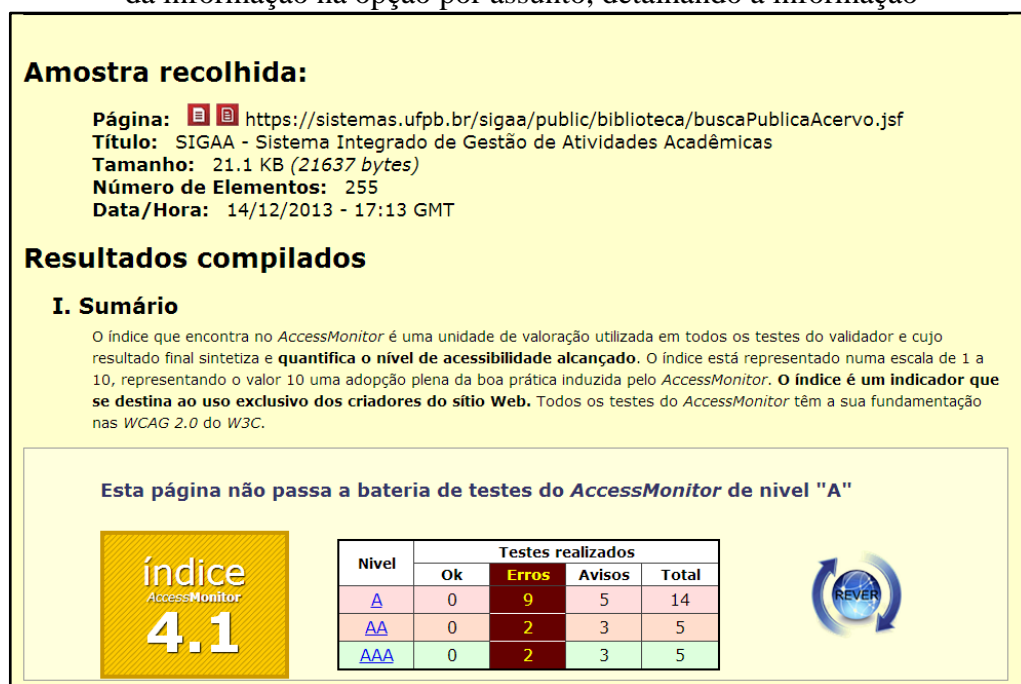 da informação na opção por assunto, detalhando a informação
Amostra recolhida:
Página: https://sistemas.ufpb.br/sigaa/public/biblioteca/buscaPublicaAcervo.jsf
Título: SIGAA - Sistema Integrado de Gestão de Atividades Acadêmicas
Tamanho: 21.1 KB (21637 bytes)
Número de Elementos: 255
Data/Hora: 14/12/2013 - 17:13 GMT
Resultados compilados
I. Sumário
O índice que encontra no AccessMonitor é uma unidade de valoração utilizada em todos os testes do validador e cujo
resultado final sintetiza e quantifica o nível de acessibilidade alcançado. O índice está representado numa escala de 1 a
10, representando o valor 10 uma adopção plena da boa prática induzida pelo AccessMonitor. O índice é um indicador que
se destina ao uso exclusivo dos criadores do sítio Web. Todos os testes do AccessMonitor têm a sua fundamentação
nas WCAG 2.0 do W3C.
Esta página não passa a bateria de testes do AccessMonitor de nivel "A"
índice
AccessMonitor
4.1
Nivel Testes realizados
Ok Erros Avisos Total
A 0 9 5 14
AA 0 2 3 5
AAA 0 2 3 5
REVER